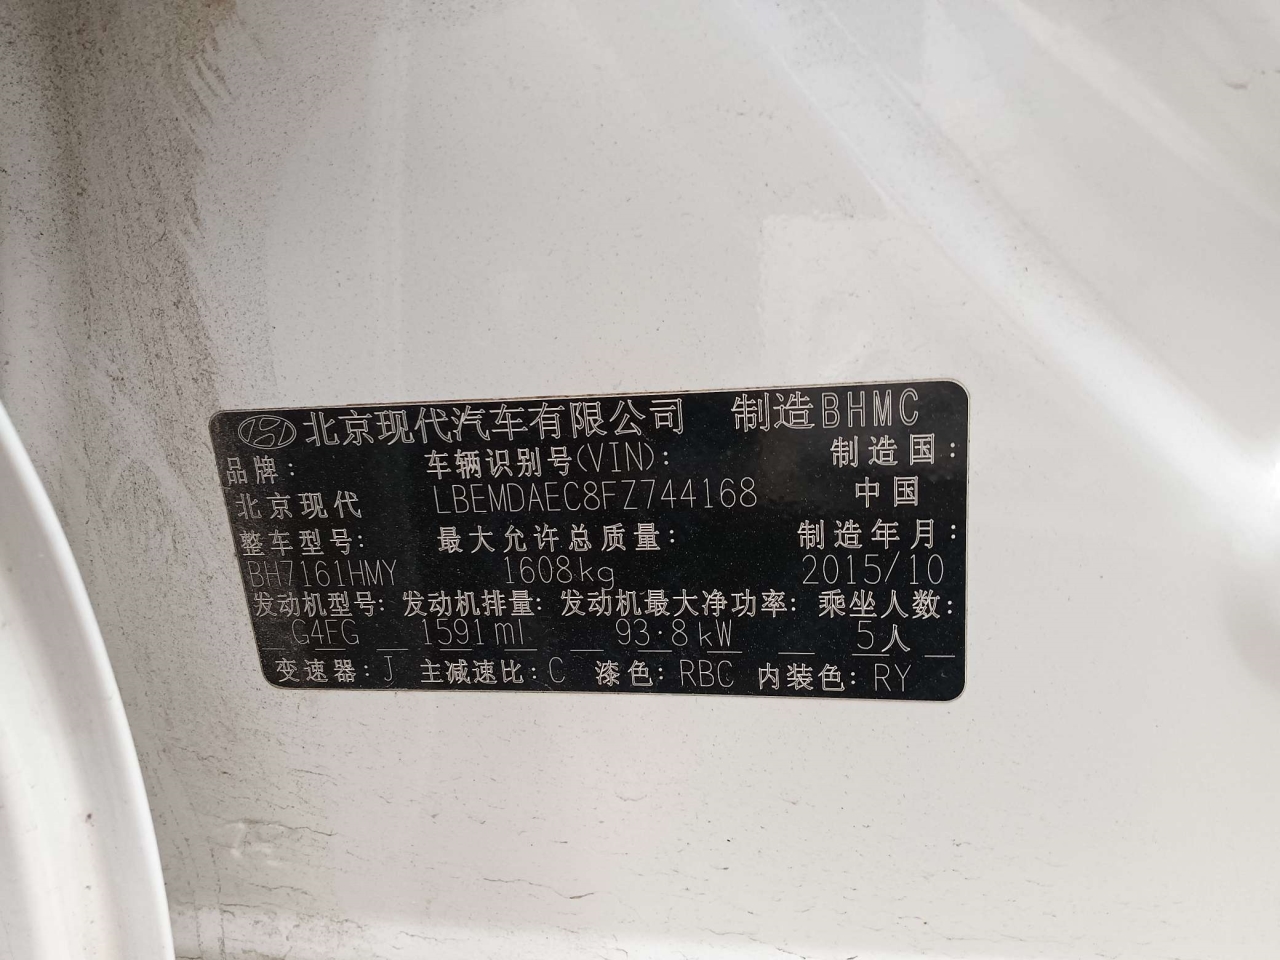 北京现代汽车有限公司 制造BHMC
品牌: 车辆识别号(VIN): 制造国:
北京现代 LBEMDAEC8FZ744168 中国
整车型号: 最大允许总质量: 制造年月:
BH7161HMY 1608kg 2015/10
发动机型号: 发动机排量: 发动机最大净功率: 乘坐人数:
G4FG 1591ml 93.8kW 5人
变速器: J 主减速比: C 漆色: RBC 内装色: RY